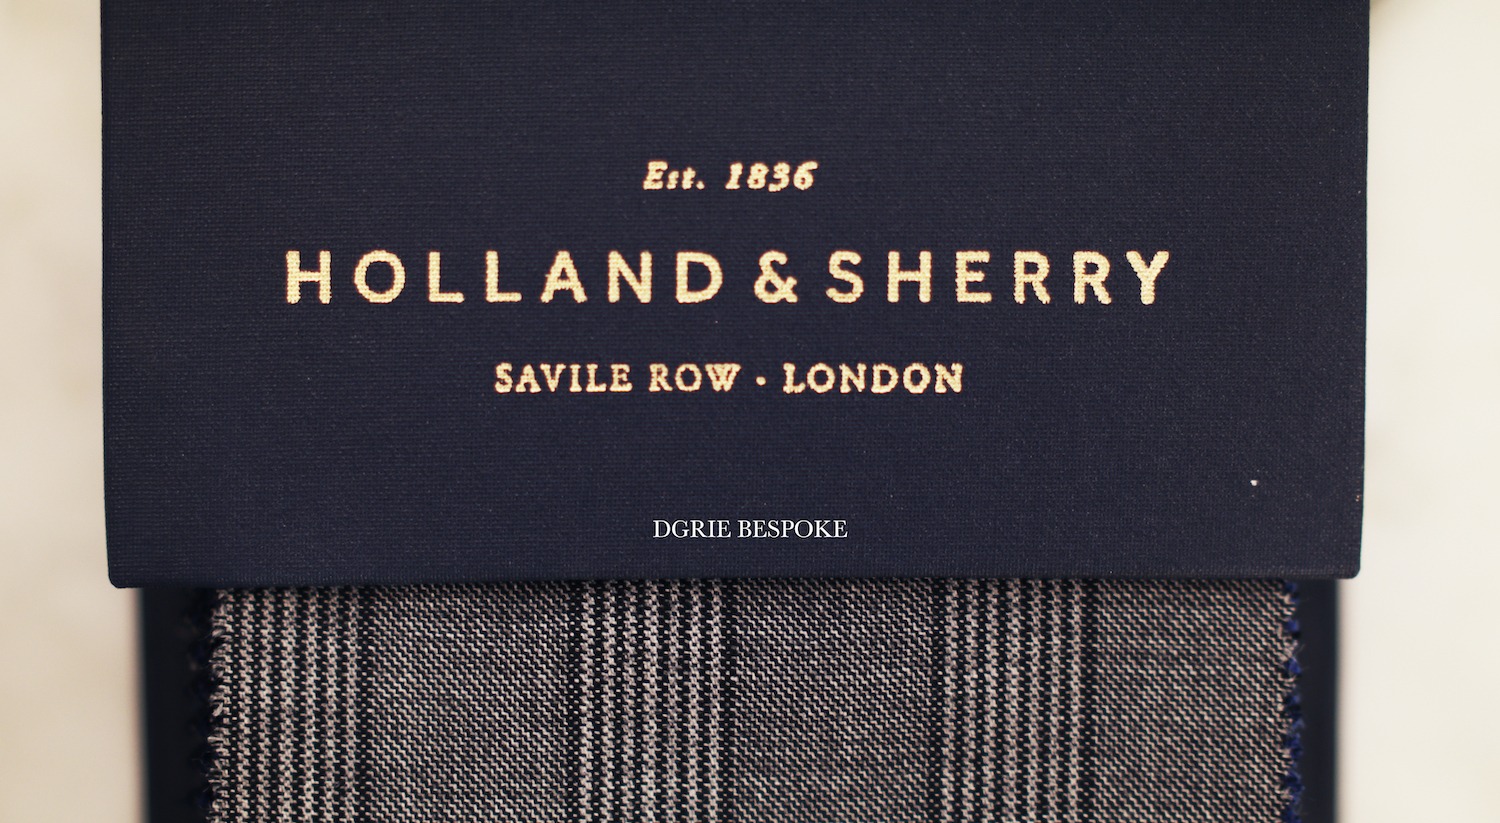 Est. 1836
HOLLAND & SHERRY
SAVILE ROW · LONDON
DGRIE BESPOKE